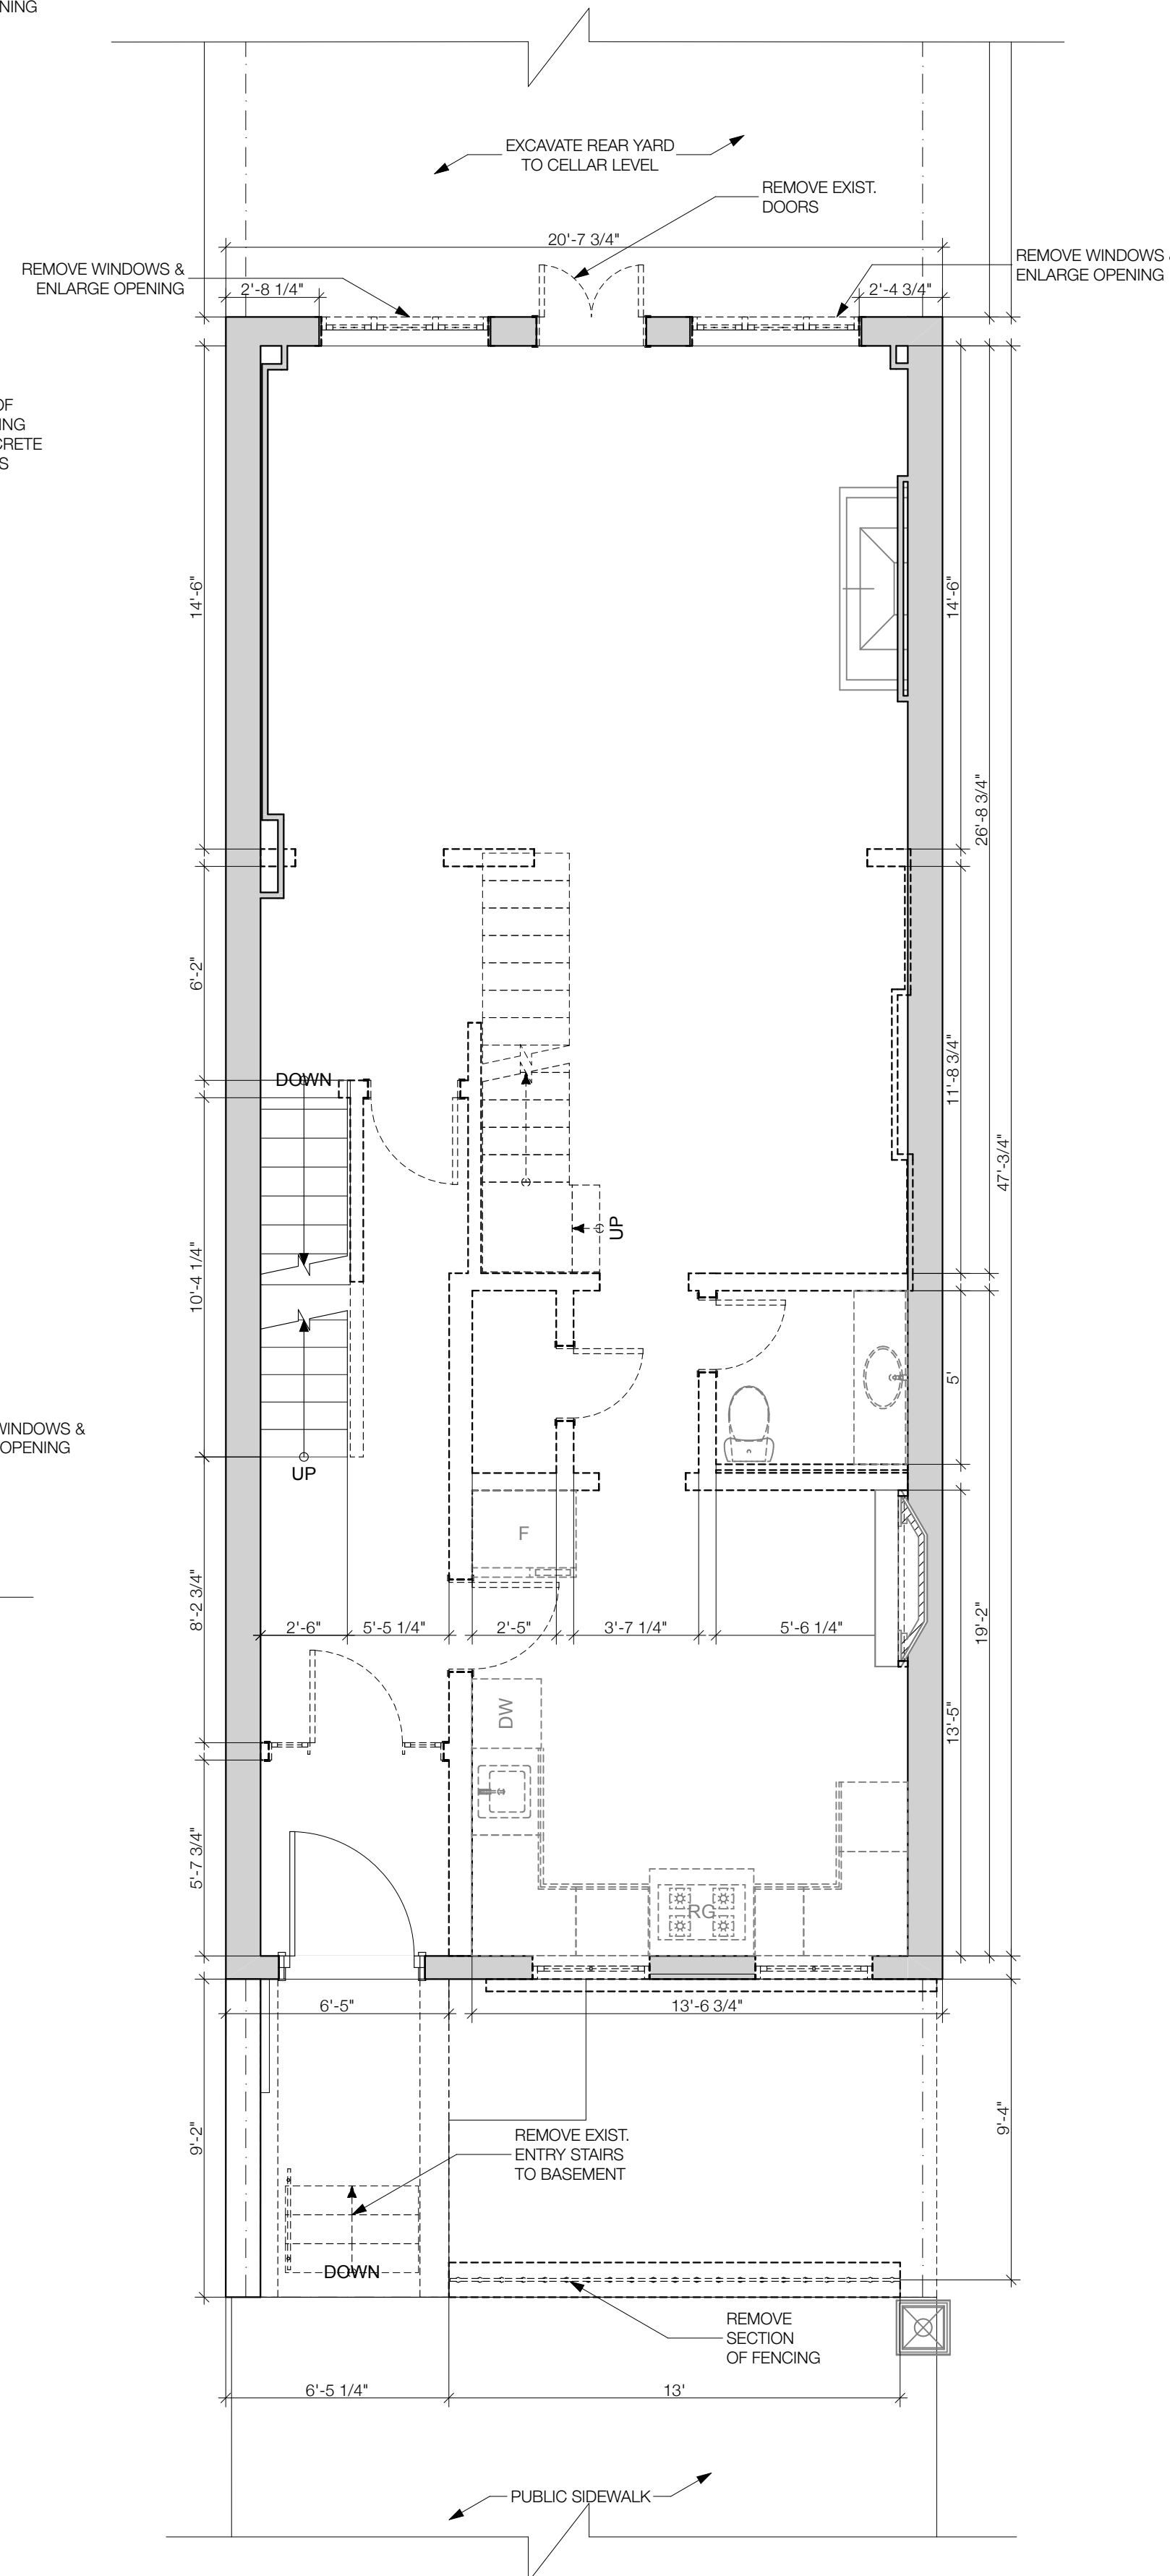 NING
EXCAVATE REAR YARD
TO CELLAR LEVEL
REMOVE EXIST.
DOORS
20'-7 3/4"
REMOVE WINDOWS &
ENLARGE OPENING
REMOVE WINDOWS &
ENLARGE OPENING
2'-8 1/4"
2'-4 3/4"
OF
ING
CRETE
S
14'-6"
14'-6"
26'-8 3/4"
6'-2"
11'-8 3/4"
DOWN
47'-3/4"
UP
10'-4 1/4"
5'
WINDOWS &
OPENING
UP
F
8'-2 3/4"
2'-6"
5'-5 1/4"
2'-5"
3'-7 1/4"
5'-6 1/4"
19'-2"
DW
13'-5"
5'-7 3/4"
RG
6'-5"
13'-6 3/4"
9'-2"
9'-4"
REMOVE EXIST.
ENTRY STAIRS
TO BASEMENT
DOWN
REMOVE
SECTION
OF FENCING
6'-5 1/4"
13'
PUBLIC SIDEWALK